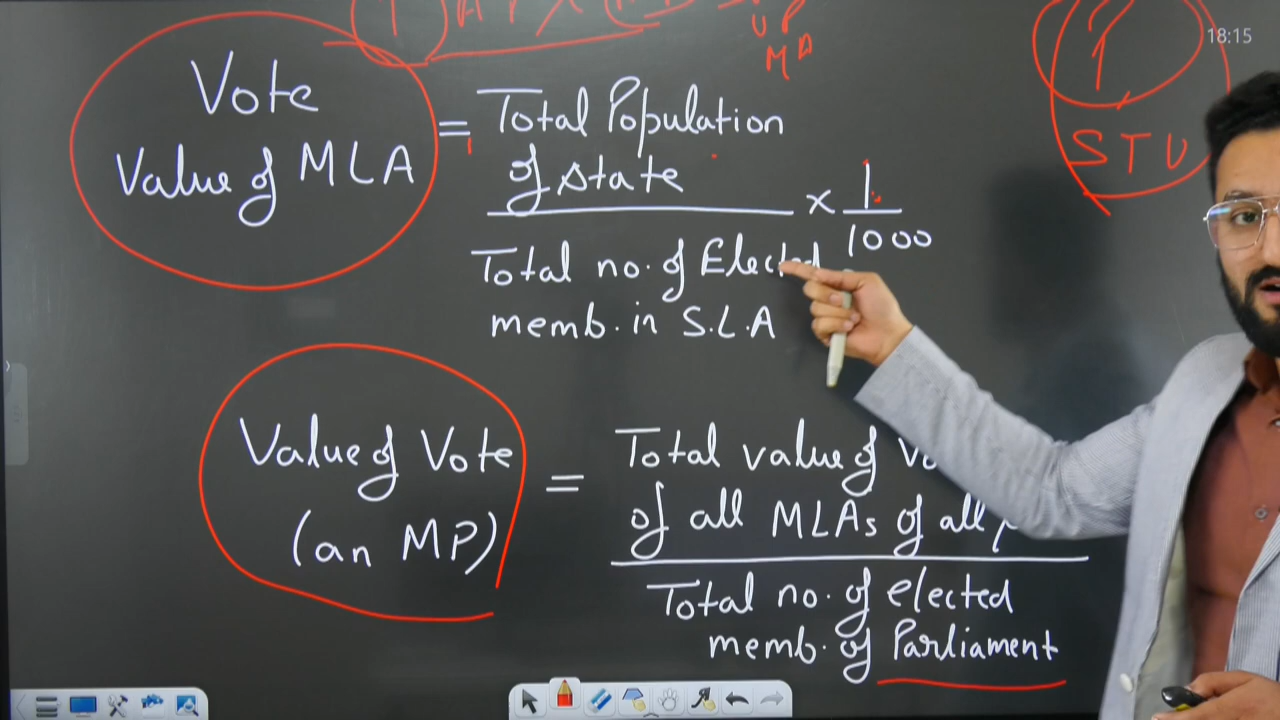 UP
MA
18:15
STV
Vote
Value of MLA
=
Total Population
of state
Total no. of Elected
memb. in S.L.A
× 1
1000
Value of Vote
(an MP)
=
Total value of
of all MLAs of all
Total no. of elected
memb. of Parliament